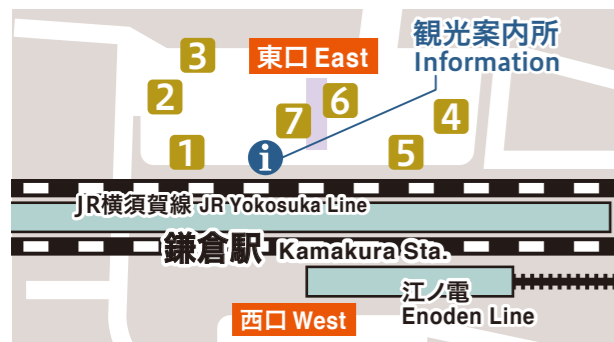 3
東口 East
観光案内所
Information
2
6
4
7
1
i
5
JR横須賀線 JR Yokosuka Line
鎌倉駅 Kamakura Sta.
江ノ電
Enoden Line
西口 West